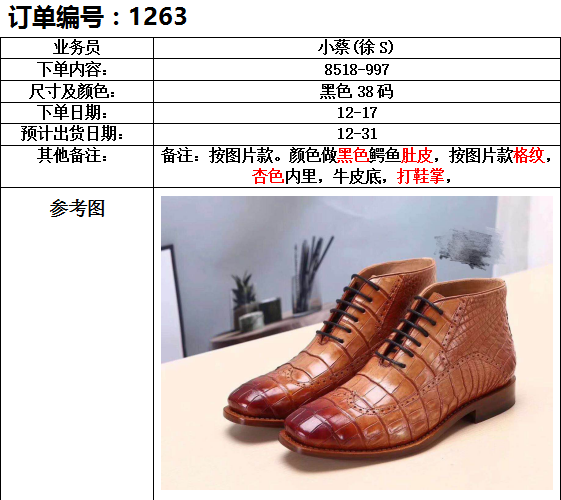 订单编号：1263
业务员 小蔡(徐S)
下单内容： 8518-997
尺寸及颜色： 黑色38码
下单日期： 12-17
预计出货日期： 12-31
其他备注： 备注：按图片款。颜色做黑色鳄鱼肚皮，按图片款格纹，
杏色内里，牛皮底，打鞋掌，
参考图